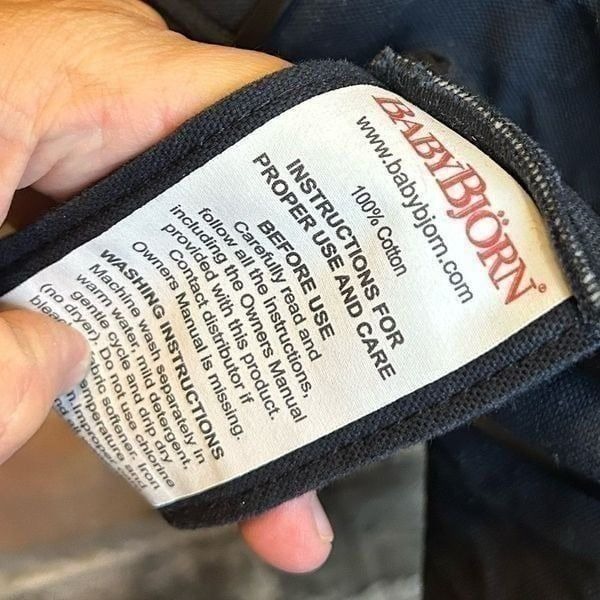 BABYBJÖRN®
www.babybjorn.com
100% Cotton
INSTRUCTIONS FOR
PROPER USE AND CARE
BEFORE USE
Carefully read and
follow all the instructions,
including the Owners Manual
provided with this product.
Contact distributor if
Owners Manual is missing.
WASHING INSTRUCTIONS
Machine wash separately in
warm water, mild detergent,
gentle cycle and drip dry
(no dryer). Do not use chlorine
softener. Iron
and